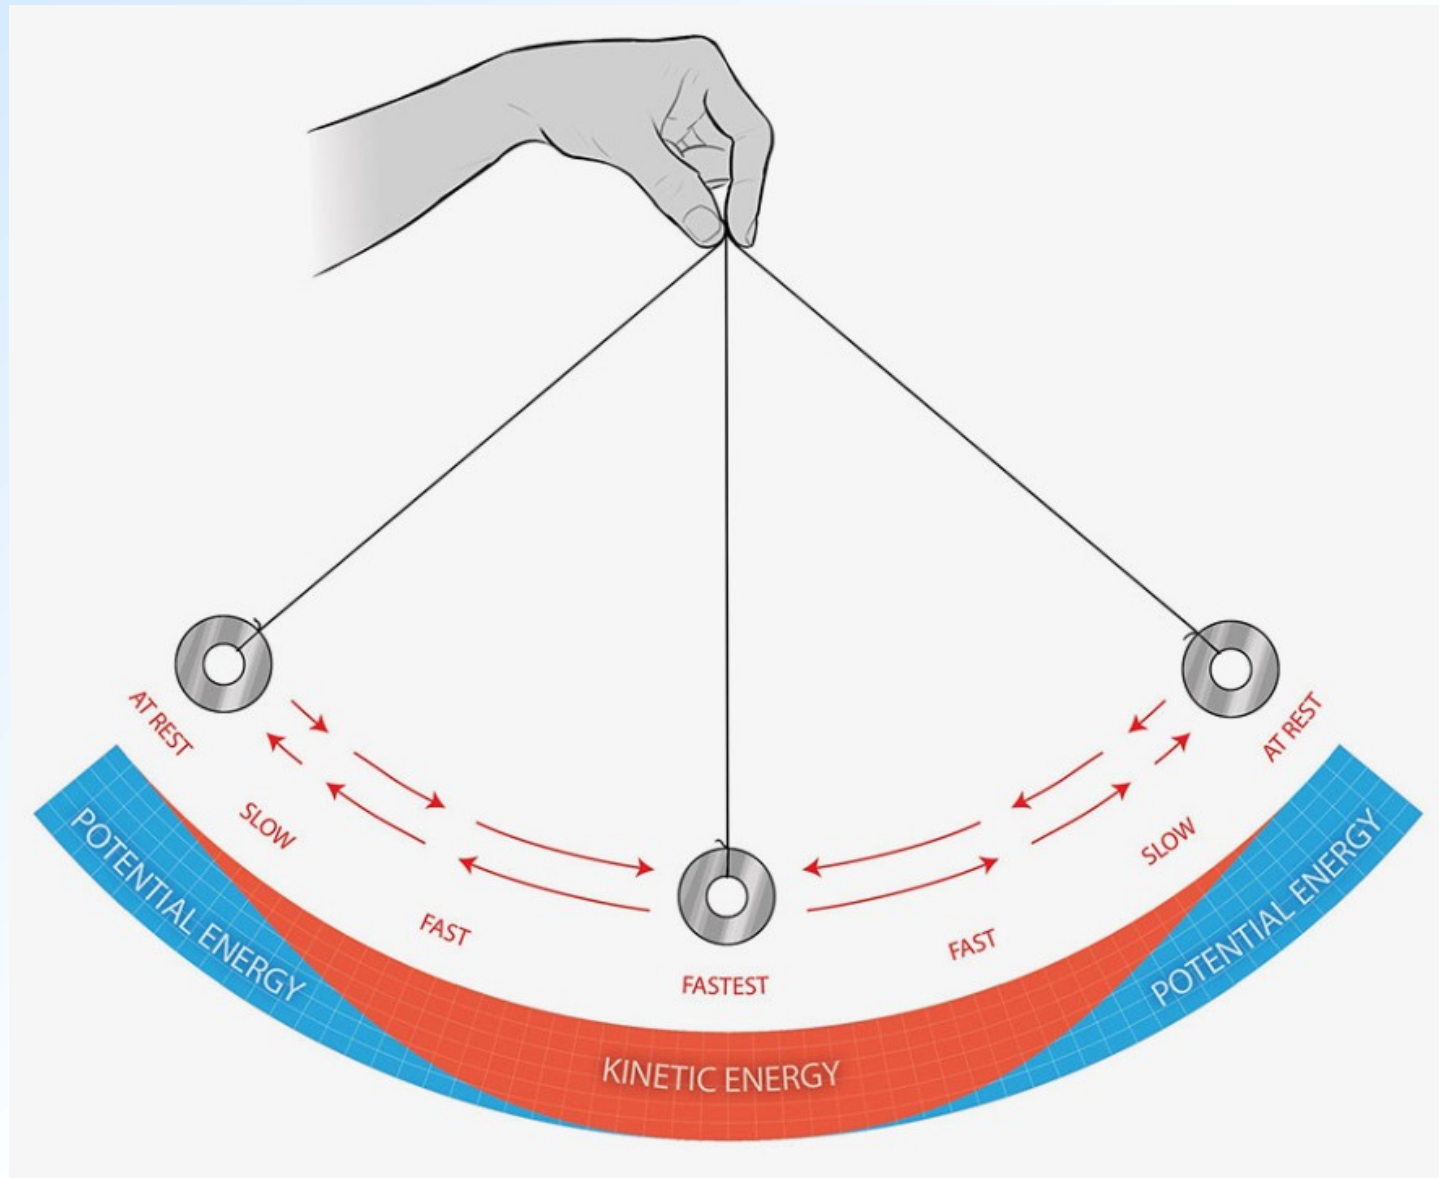 AT REST
AT REST
SLOW
SLOW
FAST
FAST
FASTEST
POTENTIAL ENERGY
KINETIC ENERGY
POTENTIAL ENERGY